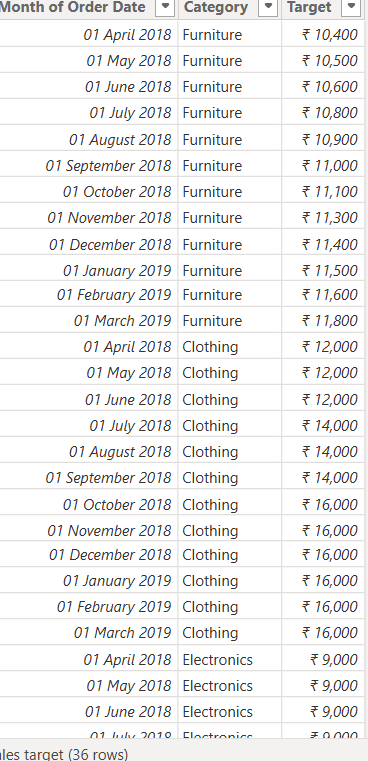 Month of Order Date Category Target
01 April 2018 Furniture ₹ 10,400
01 May 2018 Furniture ₹ 10,500
01 June 2018 Furniture ₹ 10,600
01 July 2018 Furniture ₹ 10,800
01 August 2018 Furniture ₹ 10,900
01 September 2018 Furniture ₹ 11,000
01 October 2018 Furniture ₹ 11,100
01 November 2018 Furniture ₹ 11,300
01 December 2018 Furniture ₹ 11,400
01 January 2019 Furniture ₹ 11,500
01 February 2019 Furniture ₹ 11,600
01 March 2019 Furniture ₹ 11,800
01 April 2018 Clothing ₹ 12,000
01 May 2018 Clothing ₹ 12,000
01 June 2018 Clothing ₹ 12,000
01 July 2018 Clothing ₹ 14,000
01 August 2018 Clothing ₹ 14,000
01 September 2018 Clothing ₹ 14,000
01 October 2018 Clothing ₹ 16,000
01 November 2018 Clothing ₹ 16,000
01 December 2018 Clothing ₹ 16,000
01 January 2019 Clothing ₹ 16,000
01 February 2019 Clothing ₹ 16,000
01 March 2019 Clothing ₹ 16,000
01 April 2018 Electronics ₹ 9,000
01 May 2018 Electronics ₹ 9,000
01 June 2018 Electronics ₹ 9,000
01 July 2018 Electronics ₹ 9,000
les target (36 rows)